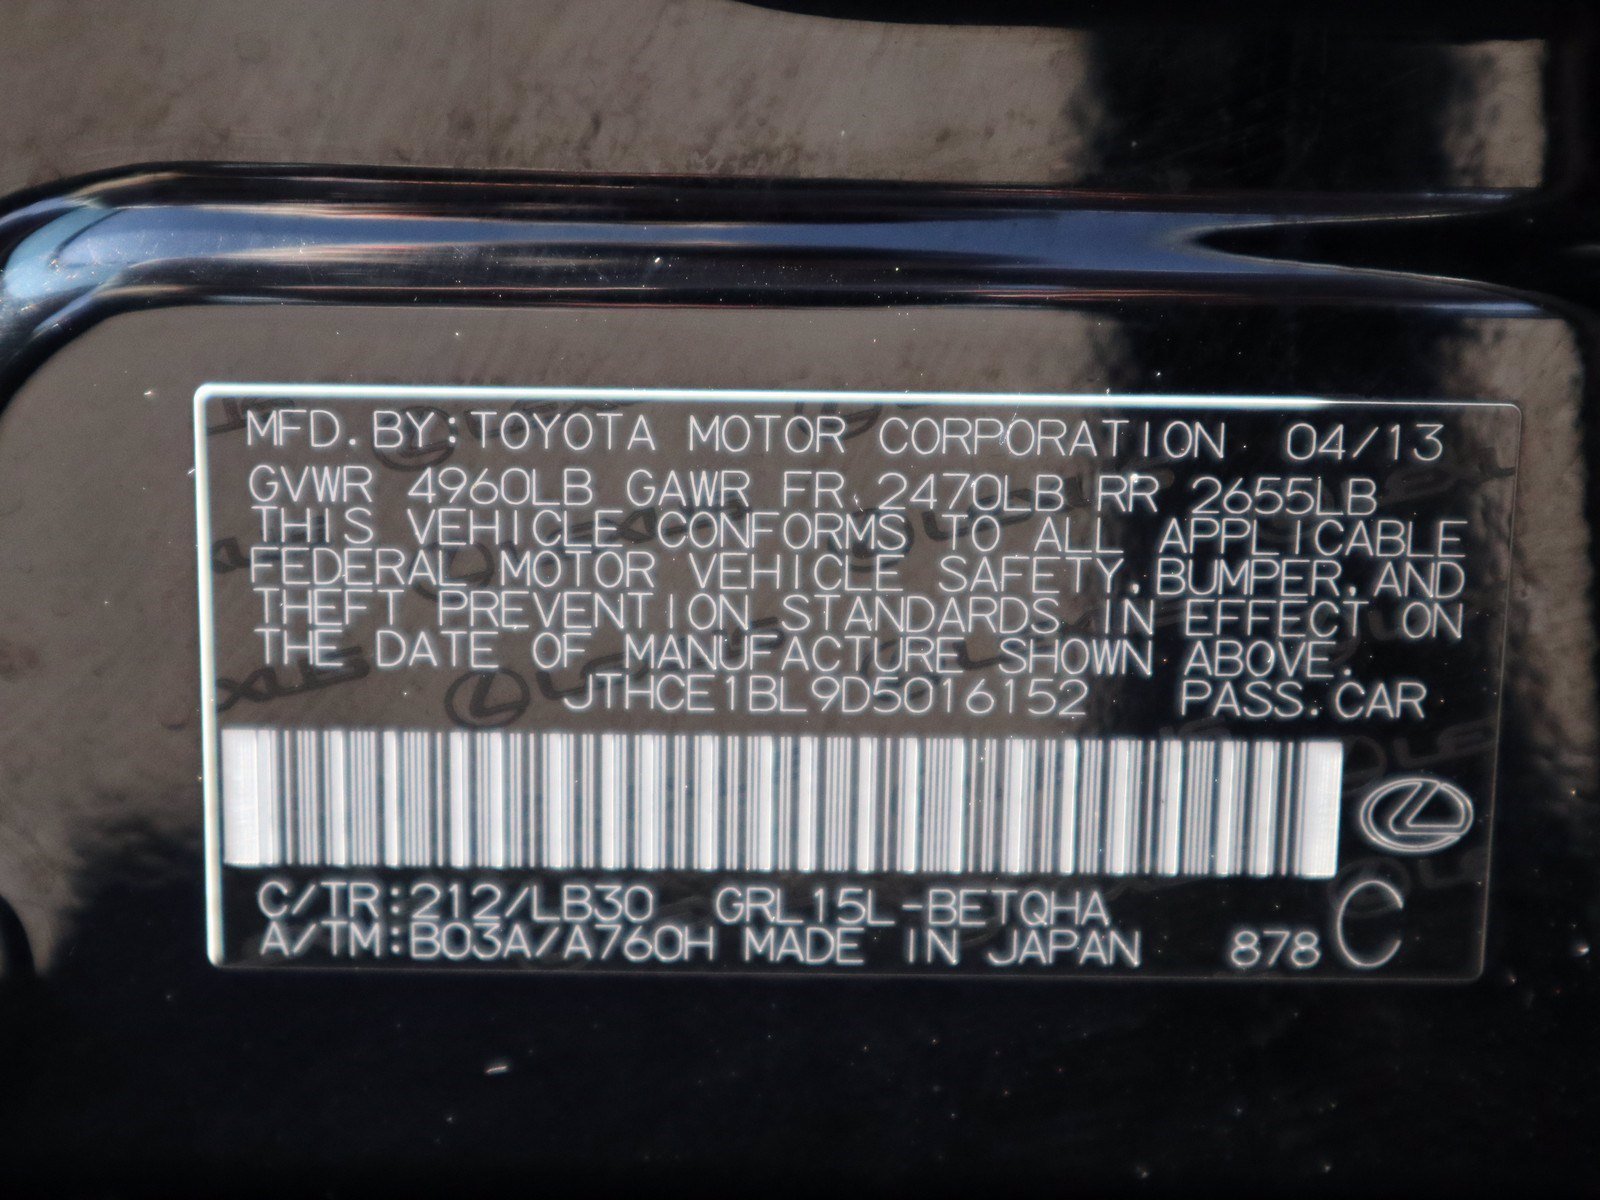 MFD. BY: TOYOTA MOTOR CORPORATION 04/13
GVWR 4960LB GAWR FR 2470LB RR 2655LB
THIS VEHICLE CONFORMS TO ALL APPLICABLE
FEDERAL MOTOR VEHICLE SAFETY, BUMPER, AND
THEFT PREVENTION STANDARDS IN EFFECT ON
THE DATE OF MANUFACTURE SHOWN ABOVE.
JTHCE1BL9D5016152 PASS. CAR
C/TR: 212/LB30 GRL15L-BETQHA
A/TM: B03A/A760H MADE IN JAPAN 878 C